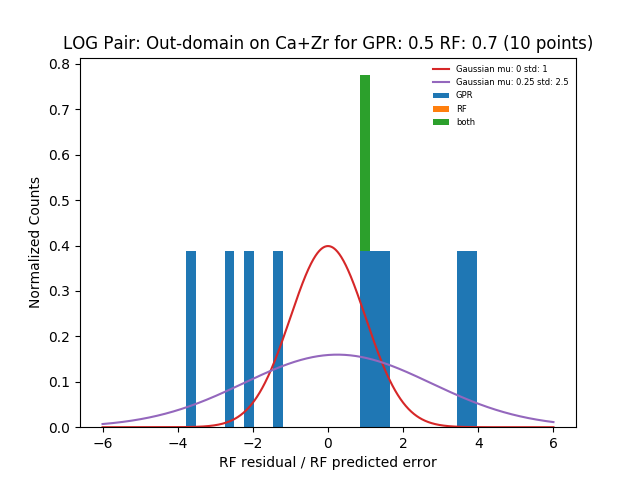 LOG Pair: Out-domain on Ca+Zr for GPR: 0.5 RF: 0.7 (10 points)
Gaussian mu: 0 std: 1
Gaussian mu: 0.25 std: 2.5
GPR
RF
both
Normalized Counts
0.8
0.7
0.6
0.5
0.4
0.3
0.2
0.1
0.0
−6 −4 −2 0 2 4 6
RF residual / RF predicted error